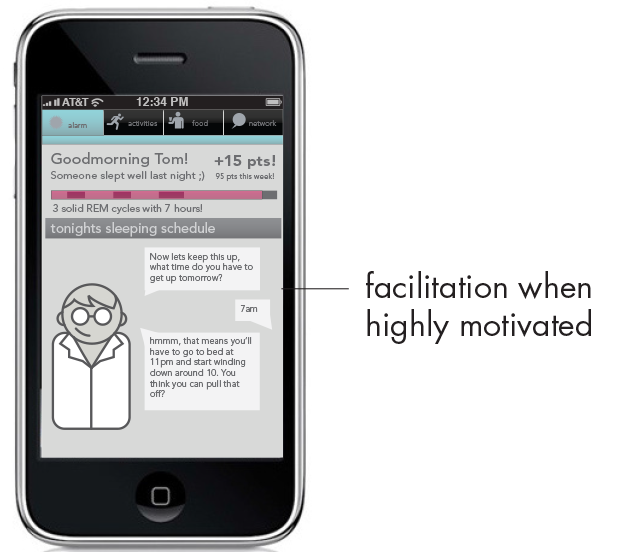 AT&T 12:34 PM
alarm activities food network
Goodmorning Tom! +15 pts!
Someone slept well last night ;) 95 pts this week!
3 solid REM cycles with 7 hours!
tonights sleeping schedule
Now lets keep this up,
what time do you have to
get up tomorrow?
7am
hmmm, that means you'll
have to go to bed at
11pm and start winding
down around 10. You
think you can pull that
off?
facilitation when
highly motivated